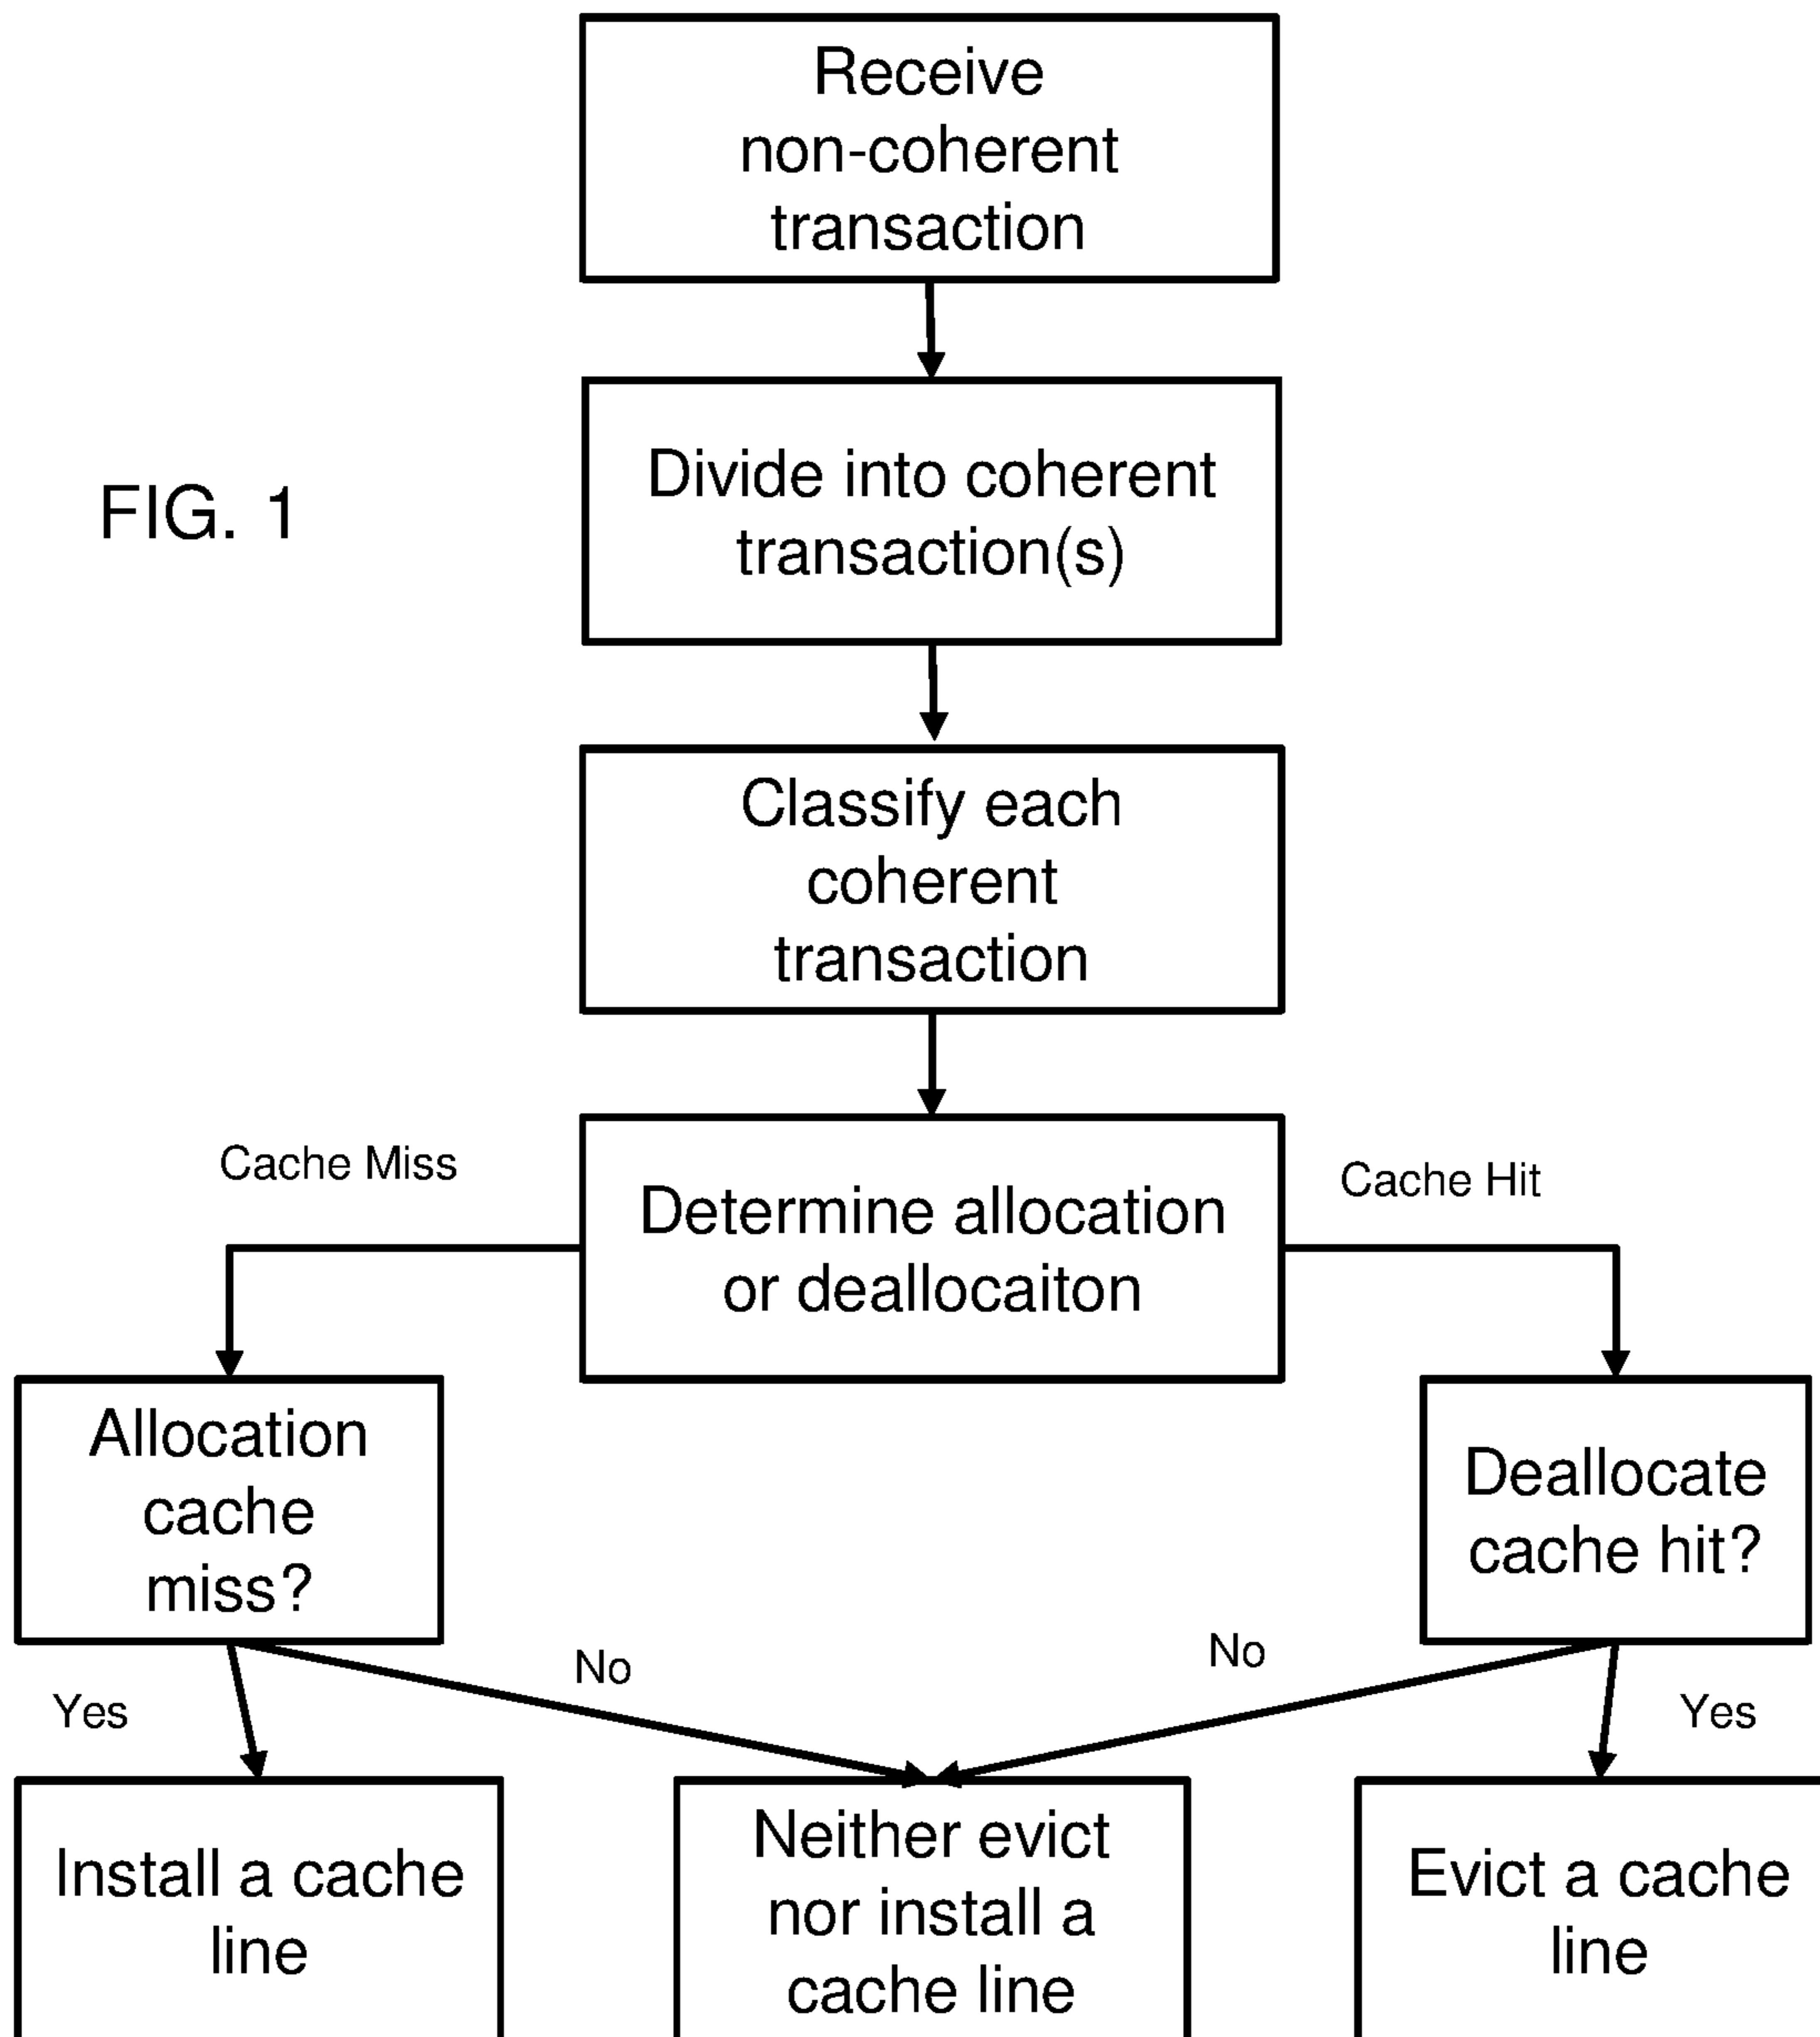 Receive
non-coherent
transaction
FIG. 1
Divide into coherent
transaction(s)
Classify each
coherent
transaction
Cache Miss
Determine allocation
or deallocaiton
Cache Hit
Allocation
cache
miss?
Deallocate
cache hit?
Yes
No
No
Yes
Install a cache
line
Neither evict
nor install a
cache line
Evict a cache
line